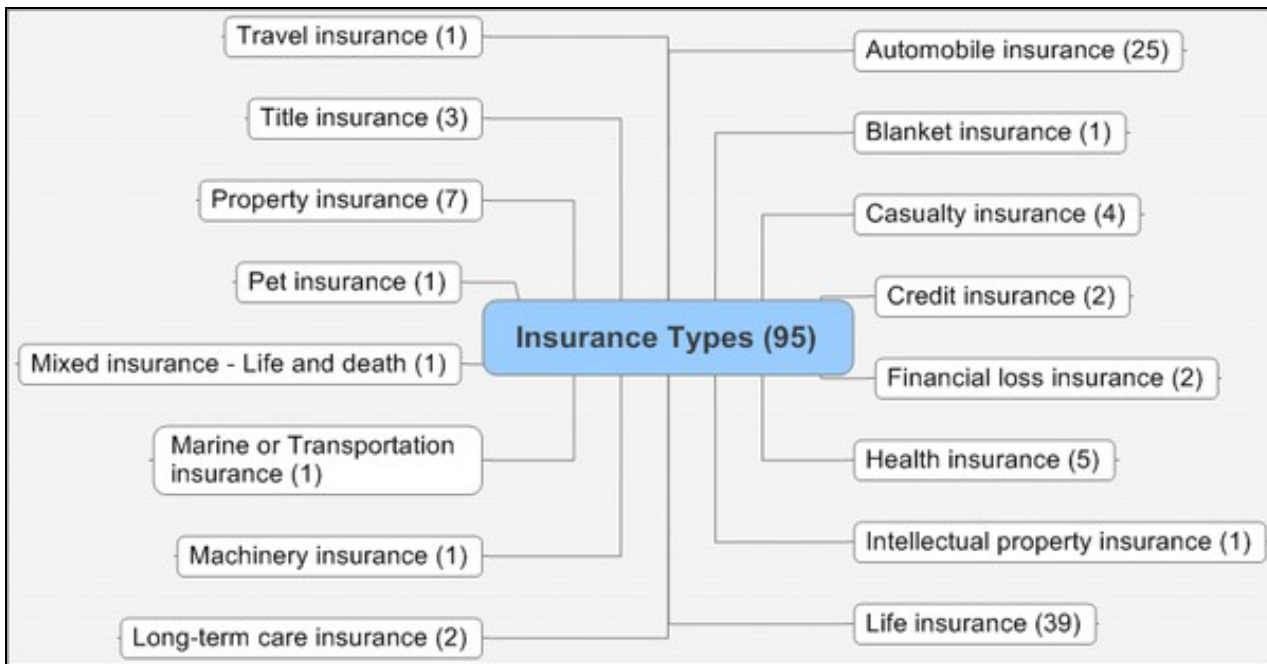 Travel insurance (1)
Title insurance (3)
Property insurance (7)
Pet insurance (1)
Mixed insurance - Life and death (1)
Marine or Transportation
insurance (1)
Machinery insurance (1)
Long-term care insurance (2)
Insurance Types (95)
Automobile insurance (25)
Blanket insurance (1)
Casualty insurance (4)
Credit insurance (2)
Financial loss insurance (2)
Health insurance (5)
Intellectual property insurance (1)
Life insurance (39)